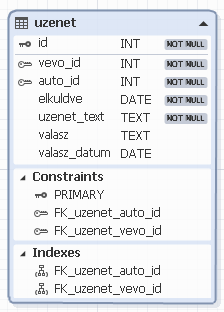 uzenet
id INT NOT NULL
vevo_id INT NOT NULL
auto_id INT NOT NULL
elkuldve DATE NOT NULL
uzenet_text TEXT NOT NULL
valasz TEXT
valasz_datum DATE
Constraints
PRIMARY
FK_uzenet_auto_id
FK_uzenet_vevo_id
Indexes
FK_uzenet_auto_id
FK_uzenet_vevo_id